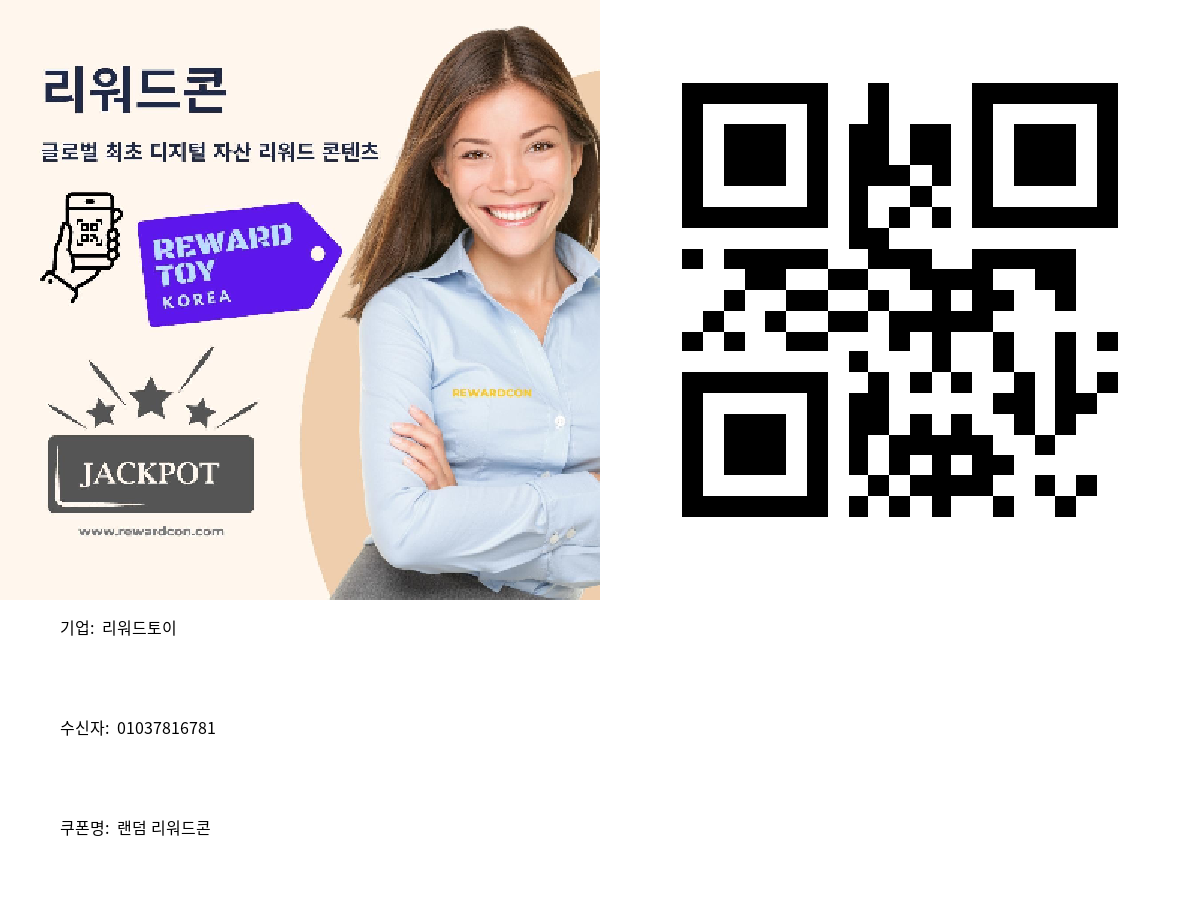 리워드콘
글로벌 최초 디지털 자산 리워드 콘텐츠
REWARD
TOY
KOREA
REWARDCON
JACKPOT
www.rewardcon.com
기업: 리워드토이
수신자: 01037816781
쿠폰명: 랜덤 리워드콘